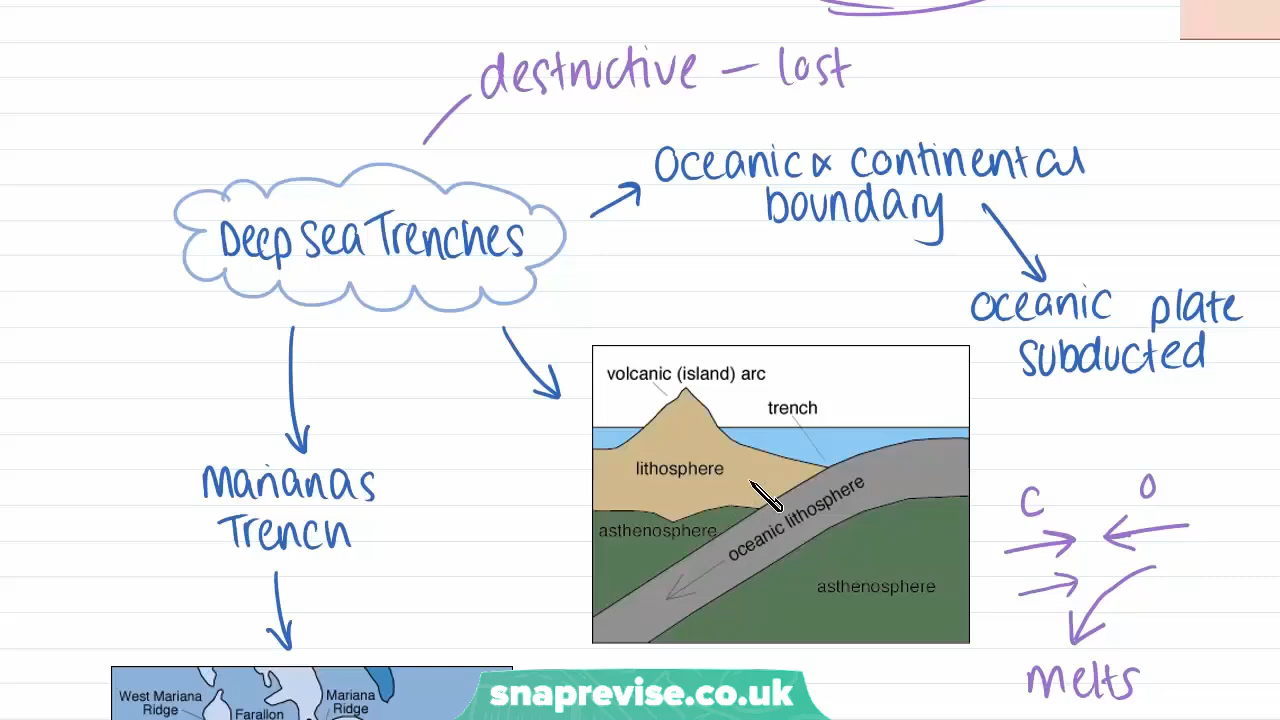 destructive – lost
Oceanic & continental
boundary
Deep Sea Trenches
Oceanic plate
subducted
volcanic (island) arc
trench
lithosphere
oceanic lithosphere
asthenosphere
asthenosphere
C O
melts
Marianas
Trench
West Mariana
Ridge
Farallon
Mariana
Ridge
snaprevise.co.uk